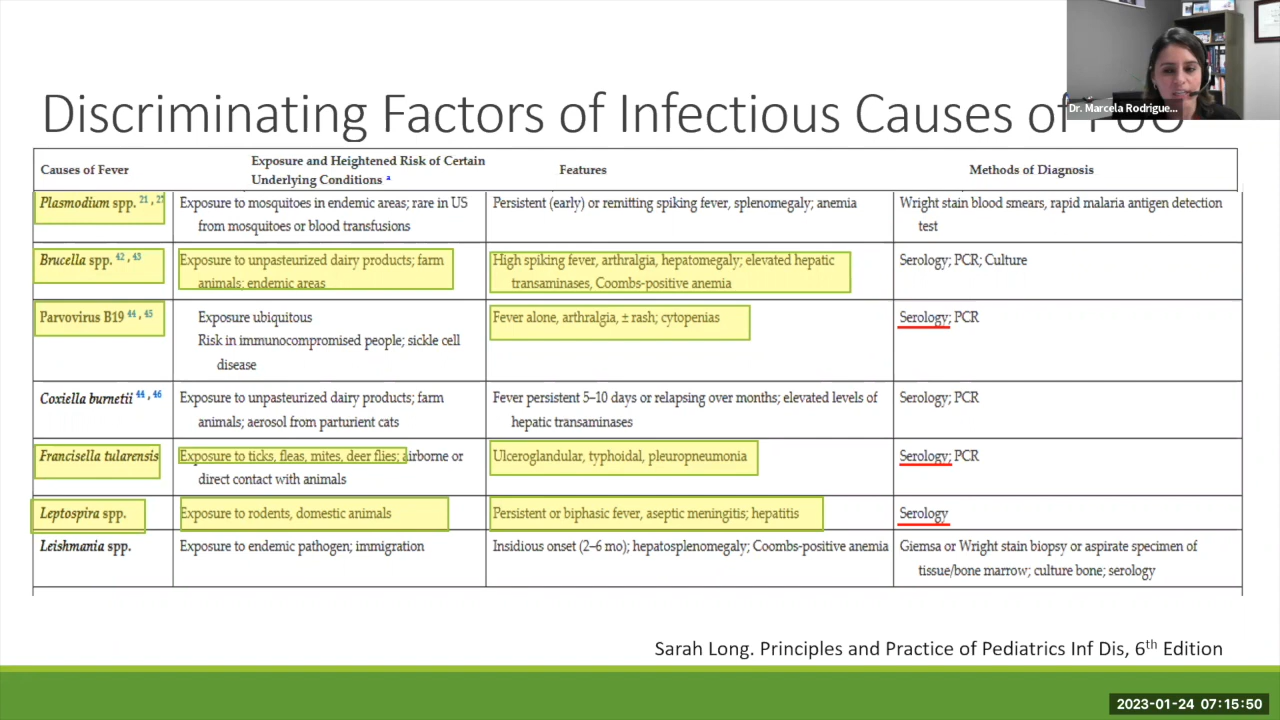 Dr. Marcela Rodrigue...
Discriminating Factors of Infectious Causes of FUO
Causes of Fever
Exposure and Heightened Risk of Certain
Underlying Conditions a
Features
Methods of Diagnosis
Plasmodium spp. 21 , 27
Exposure to mosquitoes in endemic areas; rare in US
from mosquitoes or blood transfusions
Persistent (early) or remitting spiking fever, splenomegaly; anemia
Wright stain blood smears, rapid malaria antigen detection
test
Brucella spp. 42 , 43
Exposure to unpasteurized dairy products; farm
animals; endemic areas
High spiking fever, arthralgia, hepatomegaly; elevated hepatic
transaminases, Coombs-positive anemia
Serology; PCR; Culture
Parvovirus B19 44 , 45
Exposure ubiquitous
Risk in immunocompromised people; sickle cell
disease
Fever alone, arthralgia, ± rash; cytopenias
Serology; PCR
Coxiella burnetii 44 , 46
Exposure to unpasteurized dairy products; farm
animals; aerosol from parturient cats
Fever persistent 5–10 days or relapsing over months; elevated levels of
hepatic transaminases
Serology; PCR
Francisella tularensis
Exposure to ticks, fleas, mites, deer flies; airborne or
direct contact with animals
Ulceroglandular, typhoidal, pleuropneumonia
Serology; PCR
Leptospira spp.
Exposure to rodents, domestic animals
Persistent or biphasic fever, aseptic meningitis; hepatitis
Serology
Leishmania spp.
Exposure to endemic pathogen; immigration
Insidious onset (2–6 mo); hepatosplenomegaly; Coombs-positive anemia
Giemsa or Wright stain biopsy or aspirate specimen of
tissue/bone marrow; culture bone; serology
Sarah Long. Principles and Practice of Pediatrics Inf Dis, 6th Edition
2023-01-24 07:15:50